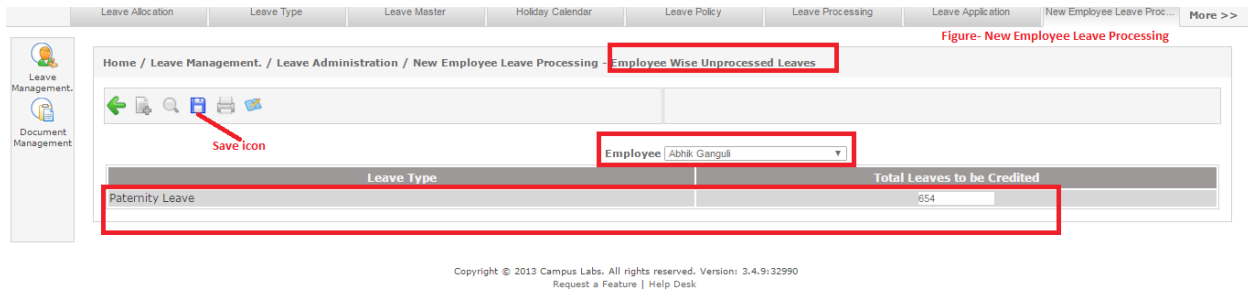 Leave Allocation Leave Type Leave Master Holiday Calendar Leave Policy Leave Processing Leave Application New Employee Leave Proc... More >>
Figure- New Employee Leave Processing
Leave
Management.
Document
Management
Home / Leave Management. / Leave Administration / New Employee Leave Processing - Employee Wise Unprocessed Leaves
Save icon
Employee Abhik Ganguli
Leave Type Total Leaves to be Credited
Paternity Leave 654
Copyright © 2013 Campus Labs. All rights reserved. Version: 3.4.9:32990
Request a Feature | Help Desk